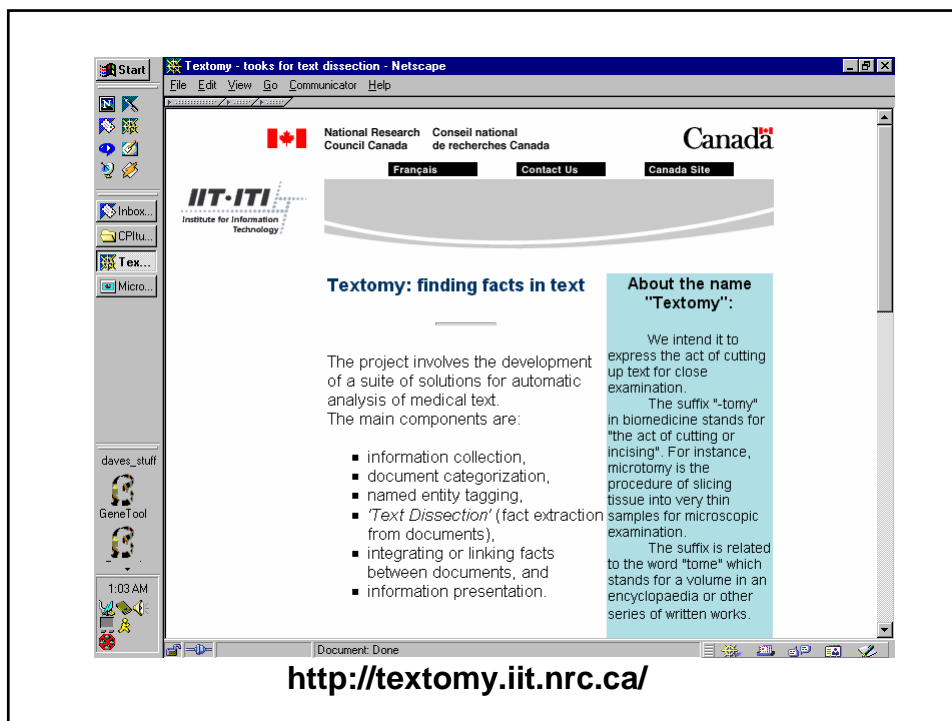 Start
Textomy - tooks for text dissection - Netscape
File Edit View Go Communicator Help
National Research
Council Canada
Conseil national
de recherches Canada
Canada
Français
Contact Us
Canada Site
IIT·ITI
Institute for Information
Technology
Inbox...
CPItu...
Tex...
Micro...
Textomy: finding facts in text
The project involves the development
of a suite of solutions for automatic
analysis of medical text.
The main components are:
information collection,
document categorization,
named entity tagging,
'Text Dissection' (fact extraction
from documents),
integrating or linking facts
between documents, and
information presentation.
About the name
"Textomy":
We intend it to
express the act of cutting
up text for close
examination.
The suffix "-tomy"
in biomedicine stands for
"the act of cutting or
incising". For instance,
microtomy is the
procedure of slicing
tissue into very thin
samples for microscopic
examination.
The suffix is related
to the word "tome" which
stands for a volume in an
encyclopaedia or other
series of written works.
daves_stuff
GeneTool
1:03 AM
Document: Done
http://textomy.iit.nrc.ca/